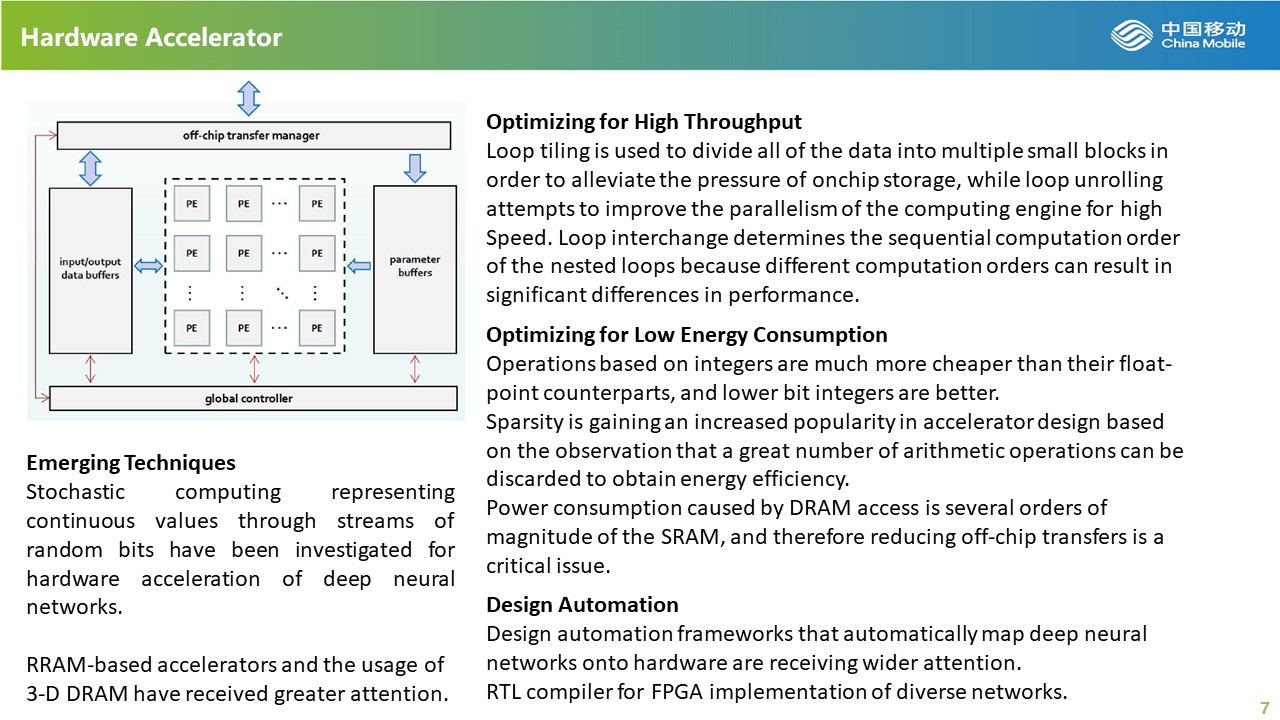 Hardware Accelerator
中国移动
China Mobile
off-chip transfer manager
input/output
data buffers
PE PE ··· PE
PE PE ··· PE
PE PE ··· PE
parameter
buffers
global controller
Emerging Techniques
Stochastic computing representing
continuous values through streams of
random bits have been investigated for
hardware acceleration of deep neural
networks.
RRAM-based accelerators and the usage of
3-D DRAM have received greater attention.
Optimizing for High Throughput
Loop tiling is used to divide all of the data into multiple small blocks in
order to alleviate the pressure of onchip storage, while loop unrolling
attempts to improve the parallelism of the computing engine for high
Speed. Loop interchange determines the sequential computation order
of the nested loops because different computation orders can result in
significant differences in performance.
Optimizing for Low Energy Consumption
Operations based on integers are much more cheaper than their float-
point counterparts, and lower bit integers are better.
Sparsity is gaining an increased popularity in accelerator design based
on the observation that a great number of arithmetic operations can be
discarded to obtain energy efficiency.
Power consumption caused by DRAM access is several orders of
magnitude of the SRAM, and therefore reducing off-chip transfers is a
critical issue.
Design Automation
Design automation frameworks that automatically map deep neural
networks onto hardware are receiving wider attention.
RTL compiler for FPGA implementation of diverse networks.
7